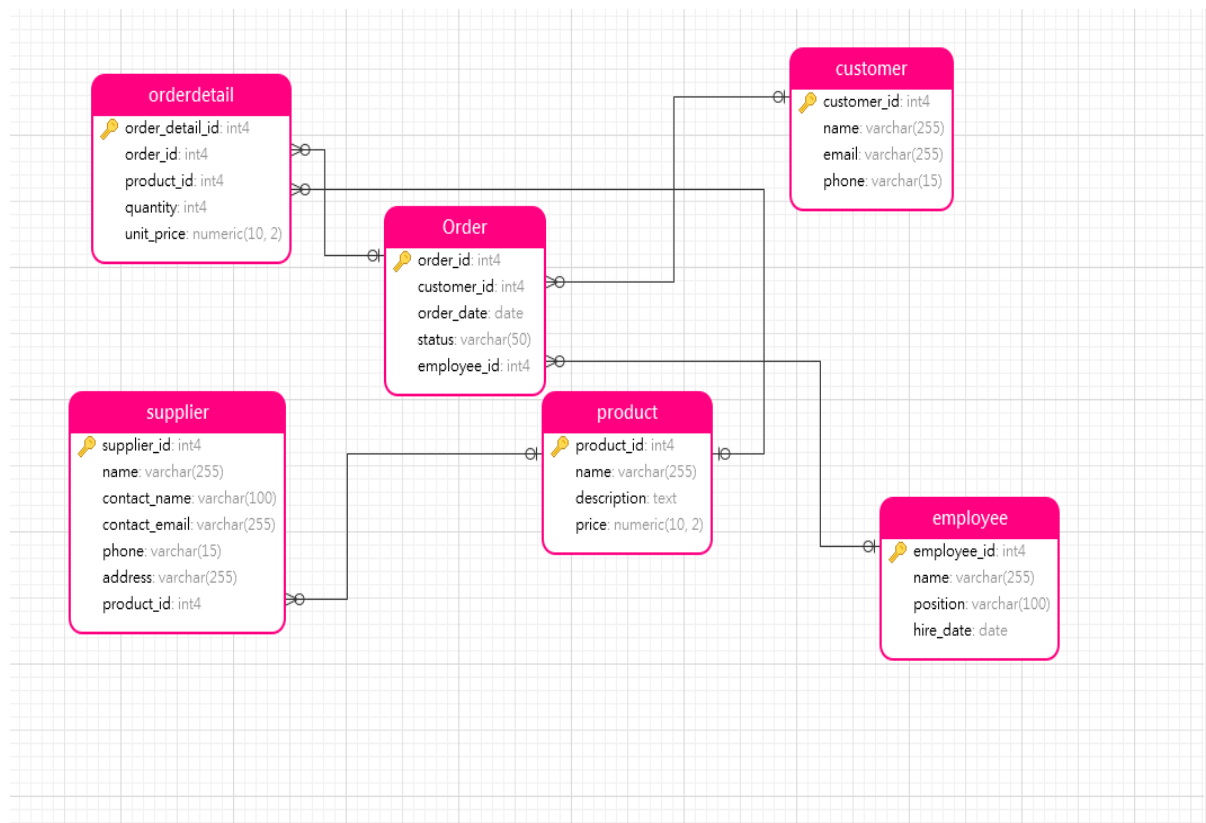 orderdetail
order_detail_id: int4
order_id: int4
product_id: int4
quantity: int4
unit_price: numeric(10, 2)
customer
customer_id: int4
name: varchar(255)
email: varchar(255)
phone: varchar(15)
Order
order_id: int4
customer_id: int4
order_date: date
status: varchar(50)
employee_id: int4
supplier
supplier_id: int4
name: varchar(255)
contact_name: varchar(100)
contact_email: varchar(255)
phone: varchar(15)
address: varchar(255)
product_id: int4
product
product_id: int4
name: varchar(255)
description: text
price: numeric(10, 2)
employee
employee_id: int4
name: varchar(255)
position: varchar(100)
hire_date: date